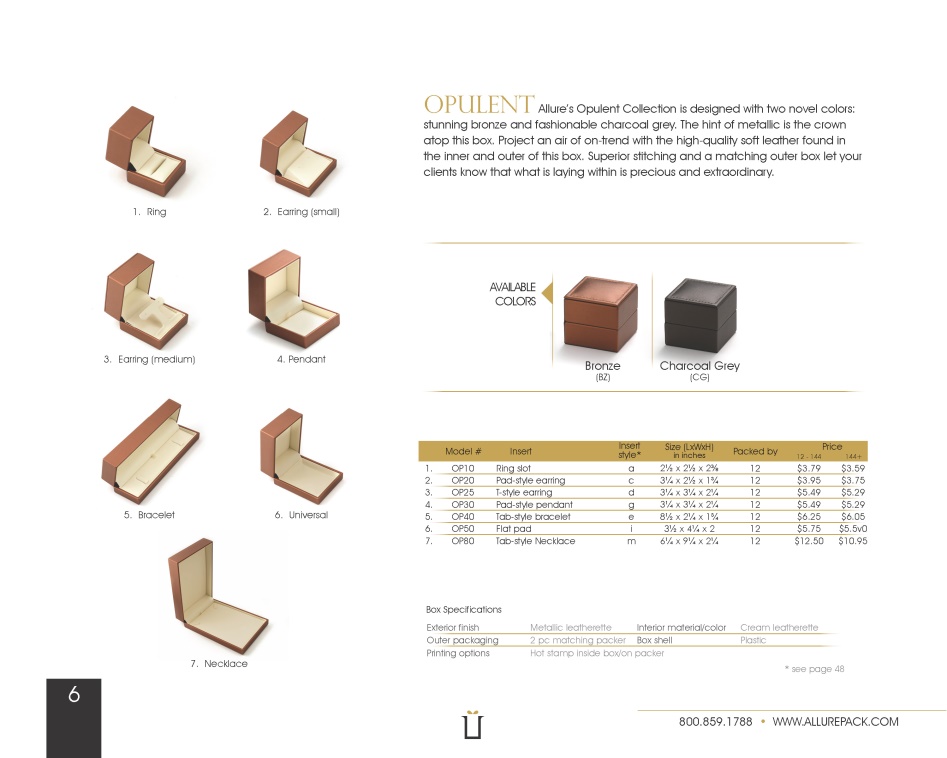 OPULENT Allure's Opulent Collection is designed with two novel colors:
stunning bronze and fashionable charcoal grey. The hint of metallic is the crown
atop this box. Project an air of on-trend with the high-quality soft leather found in
the inner and outer of this box. Superior stitching and a matching outer box let your
clients know that what is laying within is precious and extraordinary.
1. Ring
2. Earring (small)
3. Earring (medium)
4. Pendant
5. Bracelet
6. Universal
7. Necklace
AVAILABLE
COLORS
Bronze
(BZ)
Charcoal Grey
(CG)
Model # Insert Insert style* Size (LxWxH) in inches Packed by Price 12 - 144 144+
1. OP10 Ring slot a 2½ x 2½ x 2⅜ 12 $3.79 $3.59
2. OP20 Pad-style earring c 3¼ x 2½ x 1¾ 12 $3.95 $3.75
3. OP25 T-style earring d 3¼ x 3¼ x 2¼ 12 $5.49 $5.29
4. OP30 Pad-style pendant g 3¼ x 3¼ x 2¼ 12 $5.49 $5.29
5. OP40 Tab-style bracelet e 8½ x 2¼ x 1¾ 12 $6.25 $6.05
6. OP50 Flat pad i 3½ x 4¼ x 2 12 $5.75 $5.5v0
7. OP80 Tab-style Necklace m 6¼ x 9¼ x 2¼ 12 $12.50 $10.95
Box Specifications
Exterior finish Metallic leatherette Interior material/color Cream leatherette
Outer packaging 2 pc matching packer Box shell Plastic
Printing options Hot stamp inside box/on packer
* see page 48
6
800.859.1788 • WWW.ALLUREPACK.COM